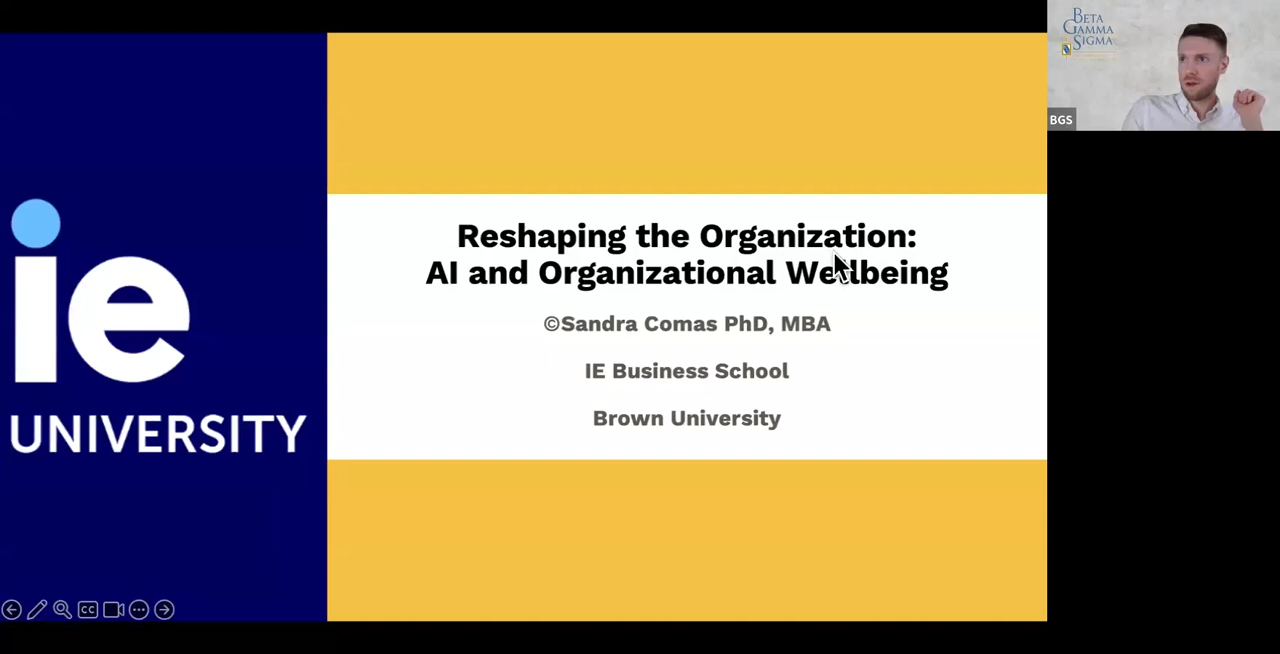 ie
UNIVERSITY
Reshaping the Organization:
AI and Organizational Wellbeing
©Sandra Comas PhD, MBA
IE Business School
Brown University
CC
BETA
GAMMA
SIGMA
BGS